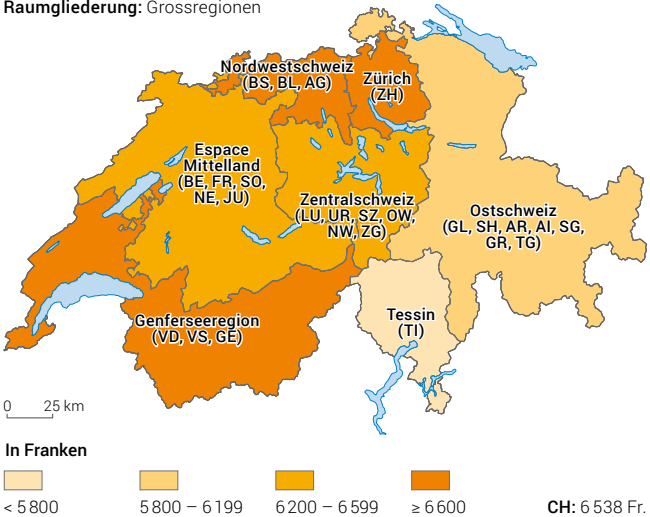 Raumgliederung: Grossregionen
Nordwestschweiz
(BS, BL, AG)
Zürich
(ZH)
Espace
Mittelland
(BE, FR, SO,
NE, JU)
Zentralschweiz
(LU, UR, SZ, OW,
NW, ZG)
Ostschweiz
(GL, SH, AR, AI, SG,
GR, TG)
Genferseeregion
(VD, VS, GE)
Tessin
(TI)
0 25 km
In Franken
< 5 800 5 800 – 6 199 6 200 – 6 599 ≥ 6 600 CH: 6 538 Fr.